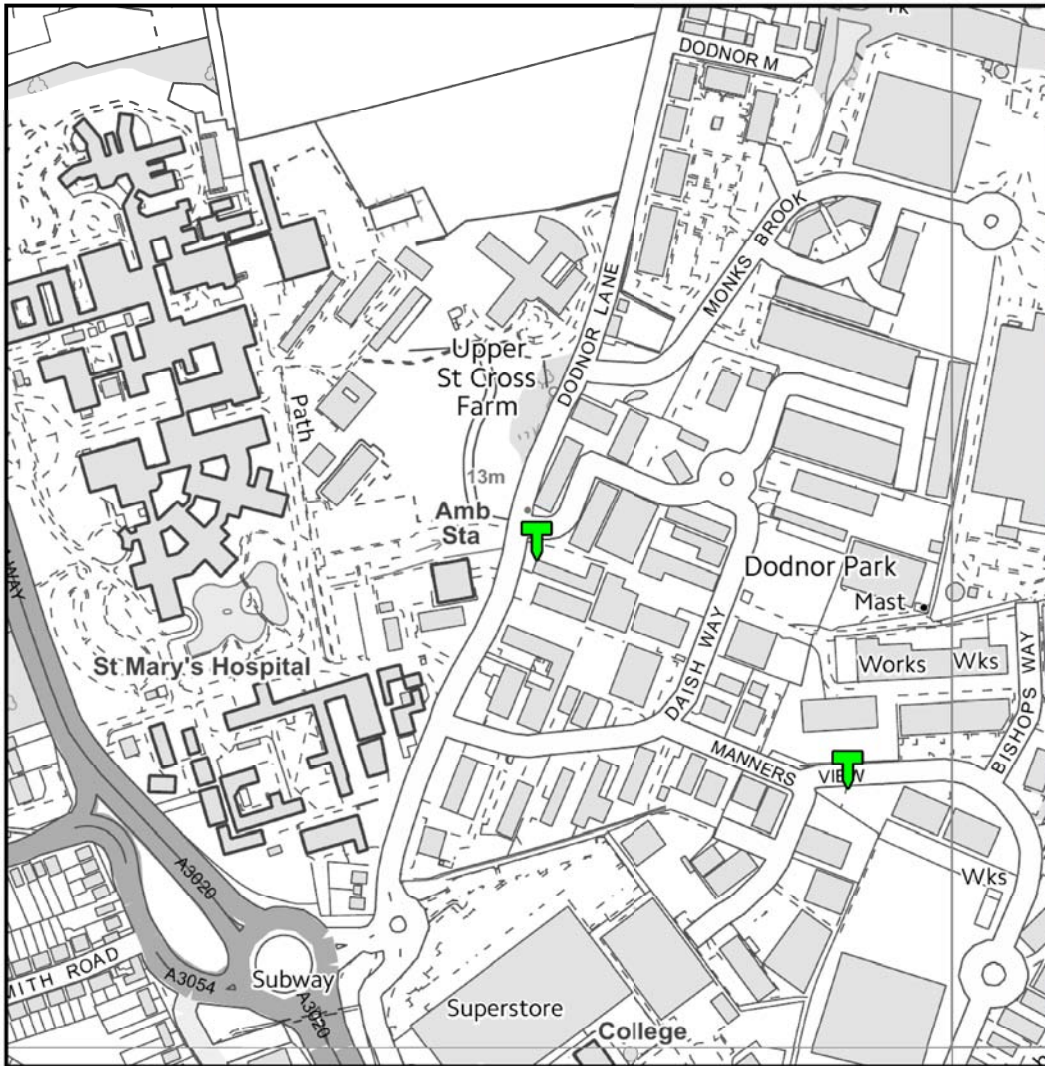 DODNOR M
MONKS BROOK
DODNOR LANE
Upper
St Cross
Farm
Path
13m
Amb
Sta
Dodnor Park
Mast
WAY
St Mary's Hospital
DAISH WAY
Works
Wks
BISHOPS WAY
MANNERS
VIEW
A3020
Wks
MITH ROAD
A3054
Subway
A3020
Superstore
College